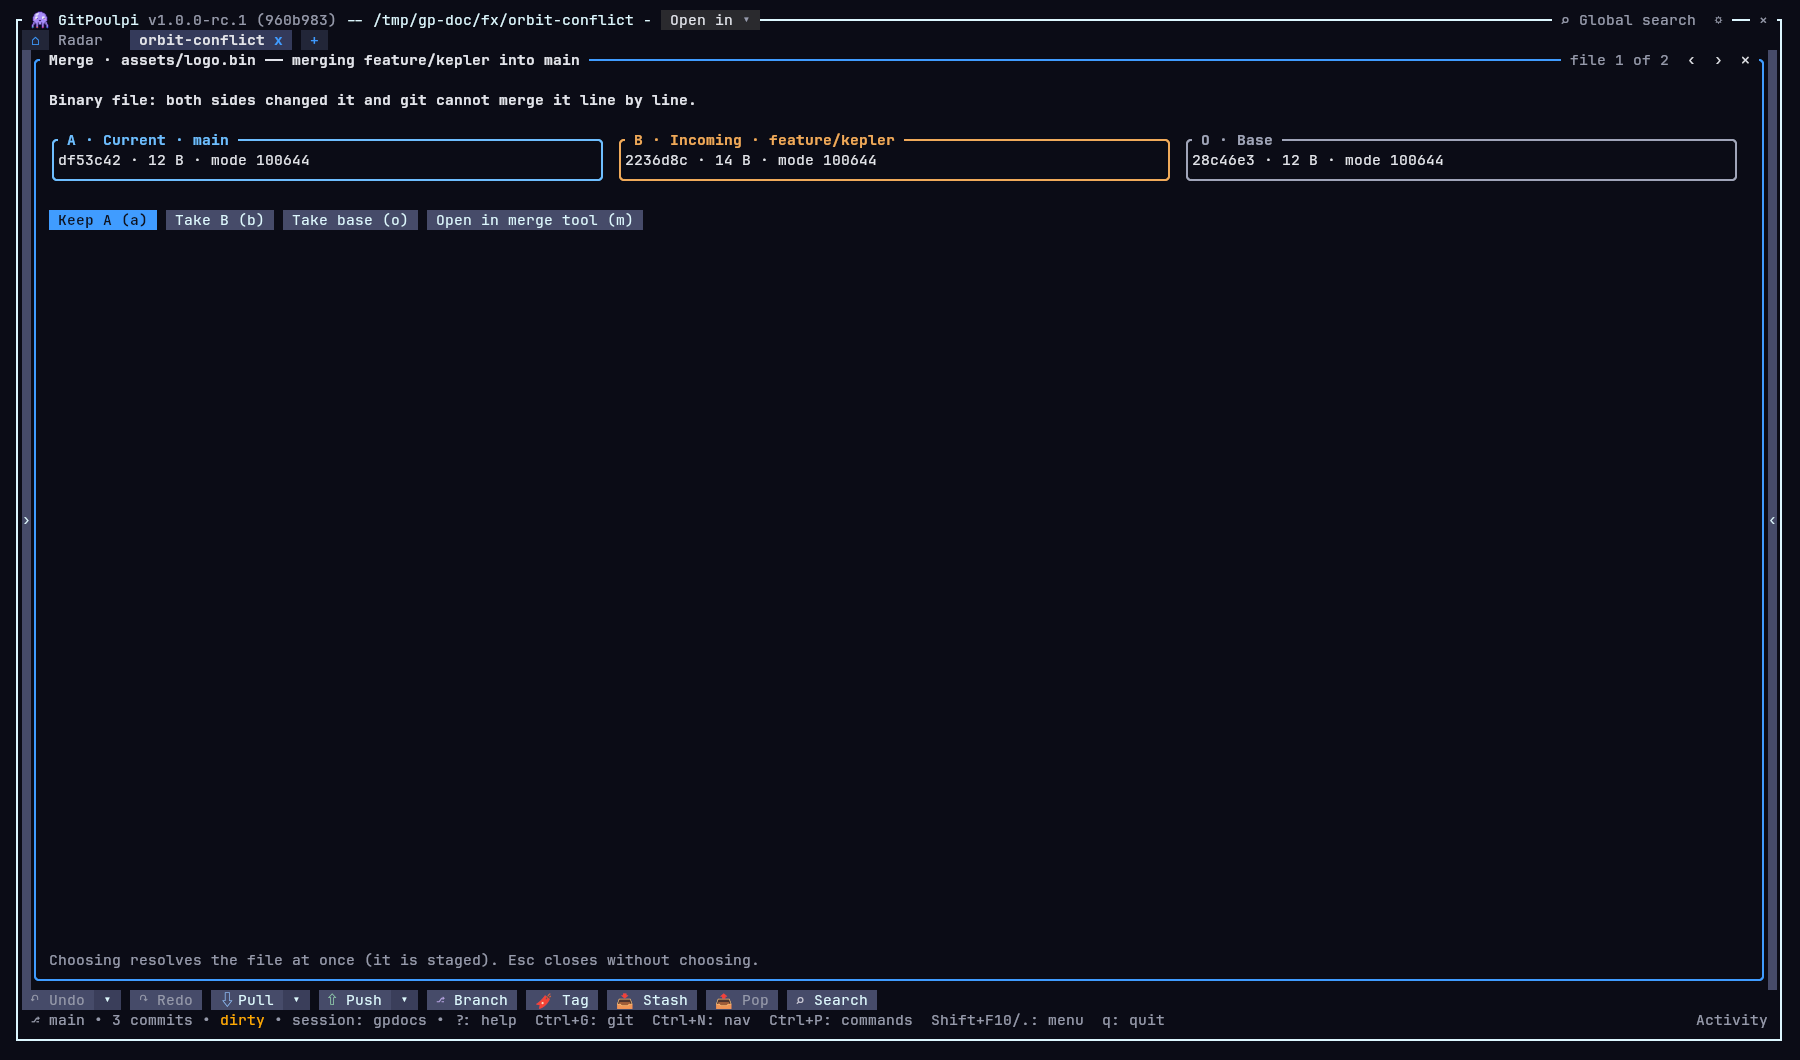 GitPoulpi v1.0.0-rc.1 (960b983) —— /tmp/gp-doc/fx/orbit-conflict - Open in ▾ ⌕ Global search ⚙ — ×
⌂ Radar orbit-conflict x +
Merge · assets/logo.bin —— merging feature/kepler into main file 1 of 2 ‹ › ×
Binary file: both sides changed it and git cannot merge it line by line.
A · Current · main B · Incoming · feature/kepler O · Base
df53c42 · 12 B · mode 100644 2236d8c · 14 B · mode 100644 28c46e3 · 12 B · mode 100644
Keep A (a) Take B (b) Take base (o) Open in merge tool (m)
› ‹
Choosing resolves the file at once (it is staged). Esc closes without choosing.
↶ Undo ▾ ↷ Redo ⇩ Pull ▾ ⇧ Push ▾ ⎇ Branch Tag Stash Pop ⌕ Search
⎇ main • 3 commits • dirty • session: gpdocs • ?: help Ctrl+G: git Ctrl+N: nav Ctrl+P: commands Shift+F10/.: menu q: quit Activity